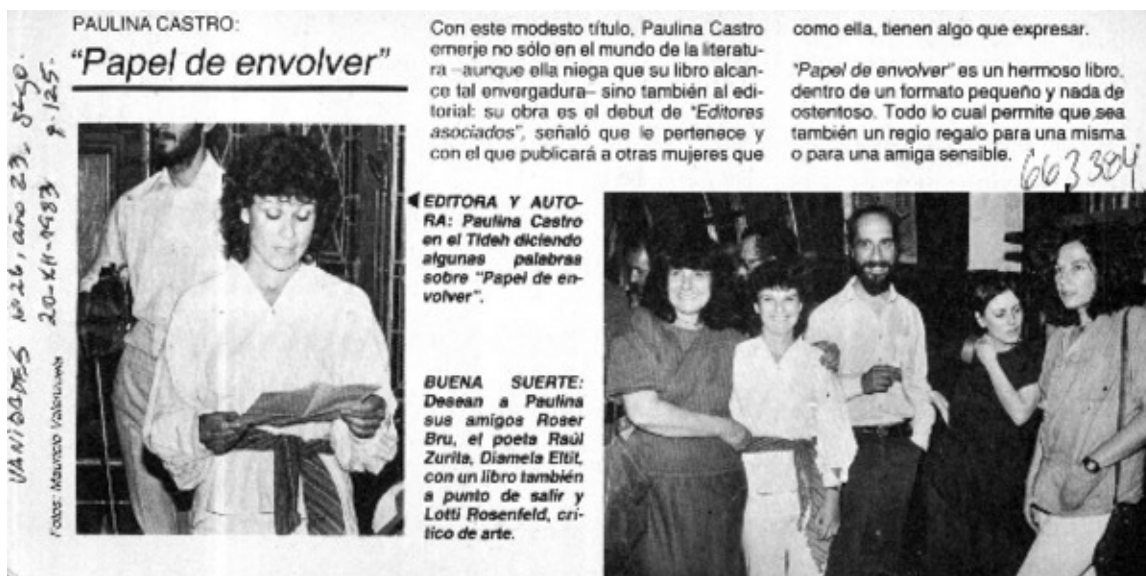 PAULINA CASTRO:
"Papel de envolver"
Con este modesto título, Paulina Castro
emerje no sólo en el mundo de la literatu-
ra –aunque ella niega que su libro alcan-
ce tal envergadura– sino también al edi-
torial: su obra es el debut de "Editores
asociados", señaló que le pertenece y
con el que publicará a otras mujeres que
como ella, tienen algo que expresar.
"Papel de envolver" es un hermoso libro,
dentro de un formato pequeño y nada de
ostentoso. Todo lo cual permite que sea
también un regio regalo para una misma
o para una amiga sensible.
663384
EDITORA Y AUTO-
RA: Paulina Castro
en el Tideh diciendo
algunas palabras
sobre "Papel de en-
volver".
BUENA SUERTE:
Desean a Paulina
sus amigos Roser
Bru, el poeta Raúl
Zurita, Diamela Eltit,
con un libro también
a punto de salir y
Lotti Rosenfeld, crí-
tico de arte.
Fotos: Mauricio Valenzuela
VANIDADES Nº 26, año 23, Stgo.
20-XII-1983 p. 125.